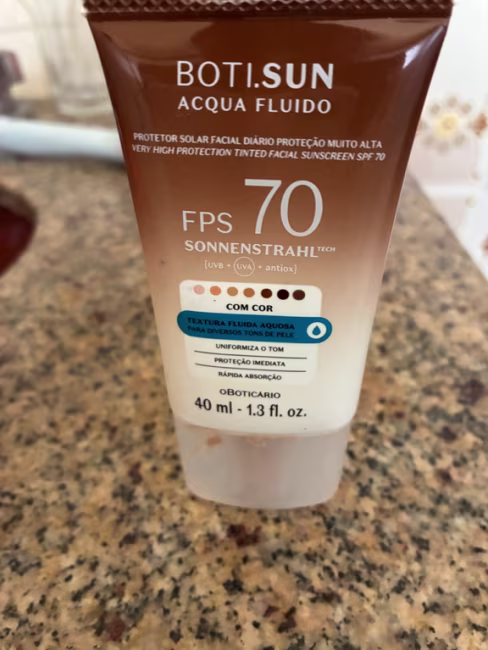 BOTI.SUN
ACQUA FLUIDO
PROTETOR SOLAR FACIAL DIÁRIO PROTEÇÃO MUITO ALTA
VERY HIGH PROTECTION TINTED FACIAL SUNSCREEN SPF 70
FPS 70
SONNENSTRAHL TECH
[UVB + UVA + antiox]
COM COR
TEXTURA FLUIDA AQUOSA
PARA DIVERSOS TONS DE PELE
UNIFORMIZA O TOM
PROTEÇÃO IMEDIATA
RÁPIDA ABSORÇÃO
OBOTICÁRIO
40 ml - 1.3 fl. oz.